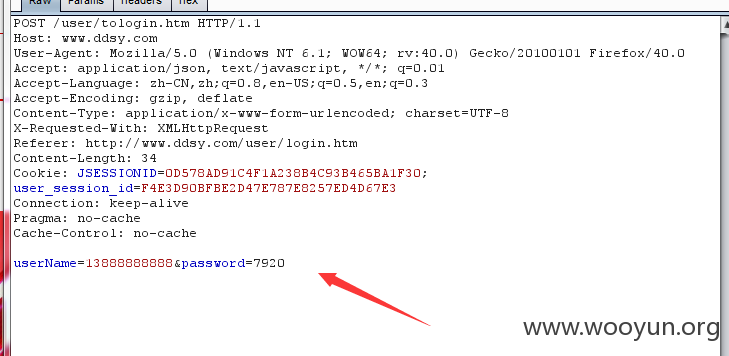 Raw Params Headers Hex
POST /user/tologin.htm HTTP/1.1
Host: www.ddsy.com
User-Agent: Mozilla/5.0 (Windows NT 6.1; WOW64; rv:40.0) Gecko/20100101 Firefox/40.0
Accept: application/json, text/javascript, */*; q=0.01
Accept-Language: zh-CN,zh;q=0.8,en-US;q=0.5,en;q=0.3
Accept-Encoding: gzip, deflate
Content-Type: application/x-www-form-urlencoded; charset=UTF-8
X-Requested-With: XMLHttpRequest
Referer: http://www.ddsy.com/user/login.htm
Content-Length: 34
Cookie: JSESSIONID=0D578AD91C4F1A238B4C93B465BA1F30;
user_session_id=F4E3D90BFBE2D47E787E8257ED4D67E3
Connection: keep-alive
Pragma: no-cache
Cache-Control: no-cache
userName=13888888888&password=7920
www.wooyun.org